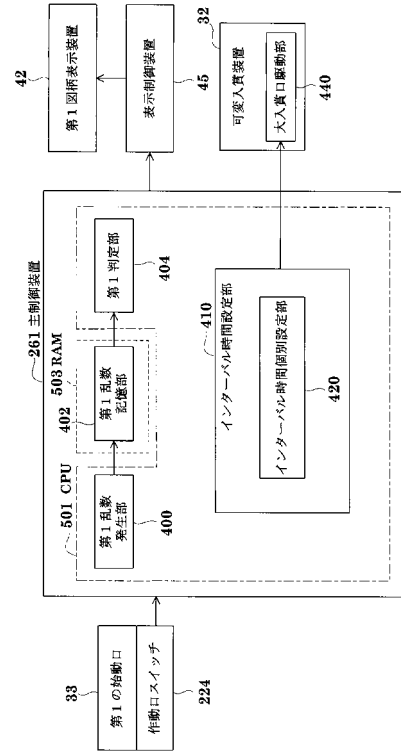 261 主制御装置
501 CPU
503 RAM
402
第1乱数
発生部
400
第1乱数
記憶部
第1判定部
404
410
インターバル時間設定部
インターバル時間個別設定部
420
33
第1の始動口
作動口スイッチ
224
42
第1図柄表示装置
表示制御装置
45
32
可変入賞装置
大入賞口駆動部
440